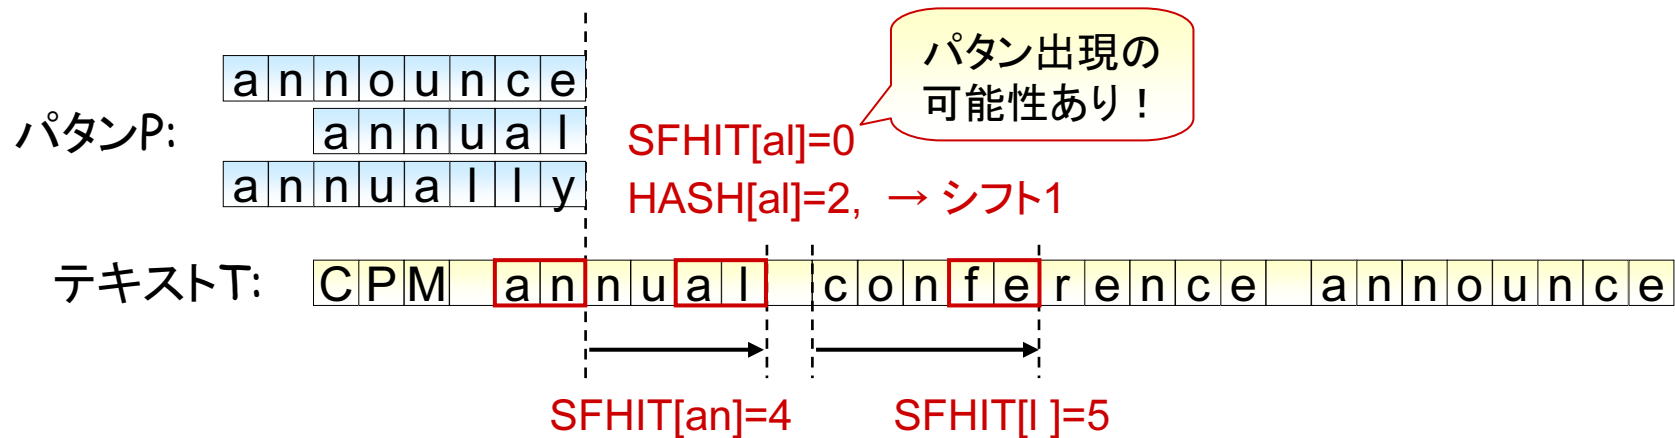 パタン出現の
可能性あり！
パタンP:
announce
annual
annually
SFHIT[al]=0
HASH[al]=2, → シフト1
テキストT:
CPM annual conference announce
SFHIT[an]=4
SFHIT[l ]=5